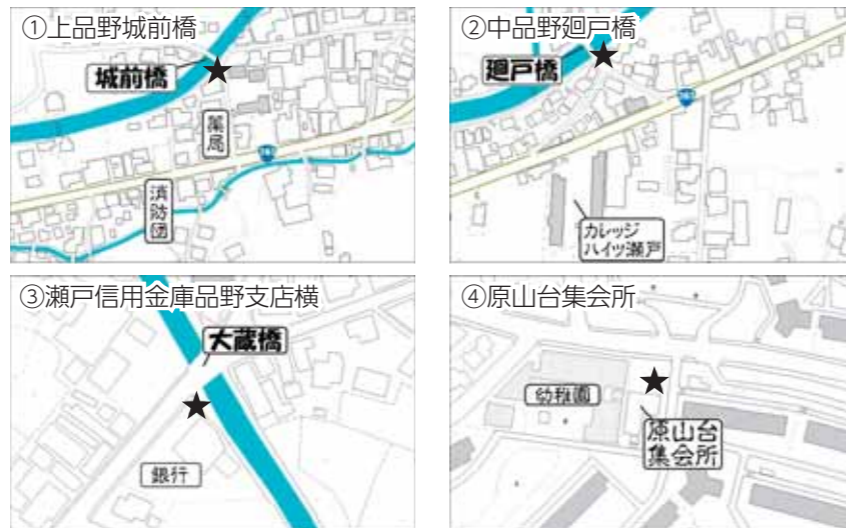 ①上品野城前橋
城前橋
薬局
消防団
②中品野廻戸橋
廻戸橋
カレッジ
ハイツ瀬戸
③瀬戸信用金庫品野支店横
大蔵橋
銀行
④原山台集会所
幼稚園
原山台
集会所